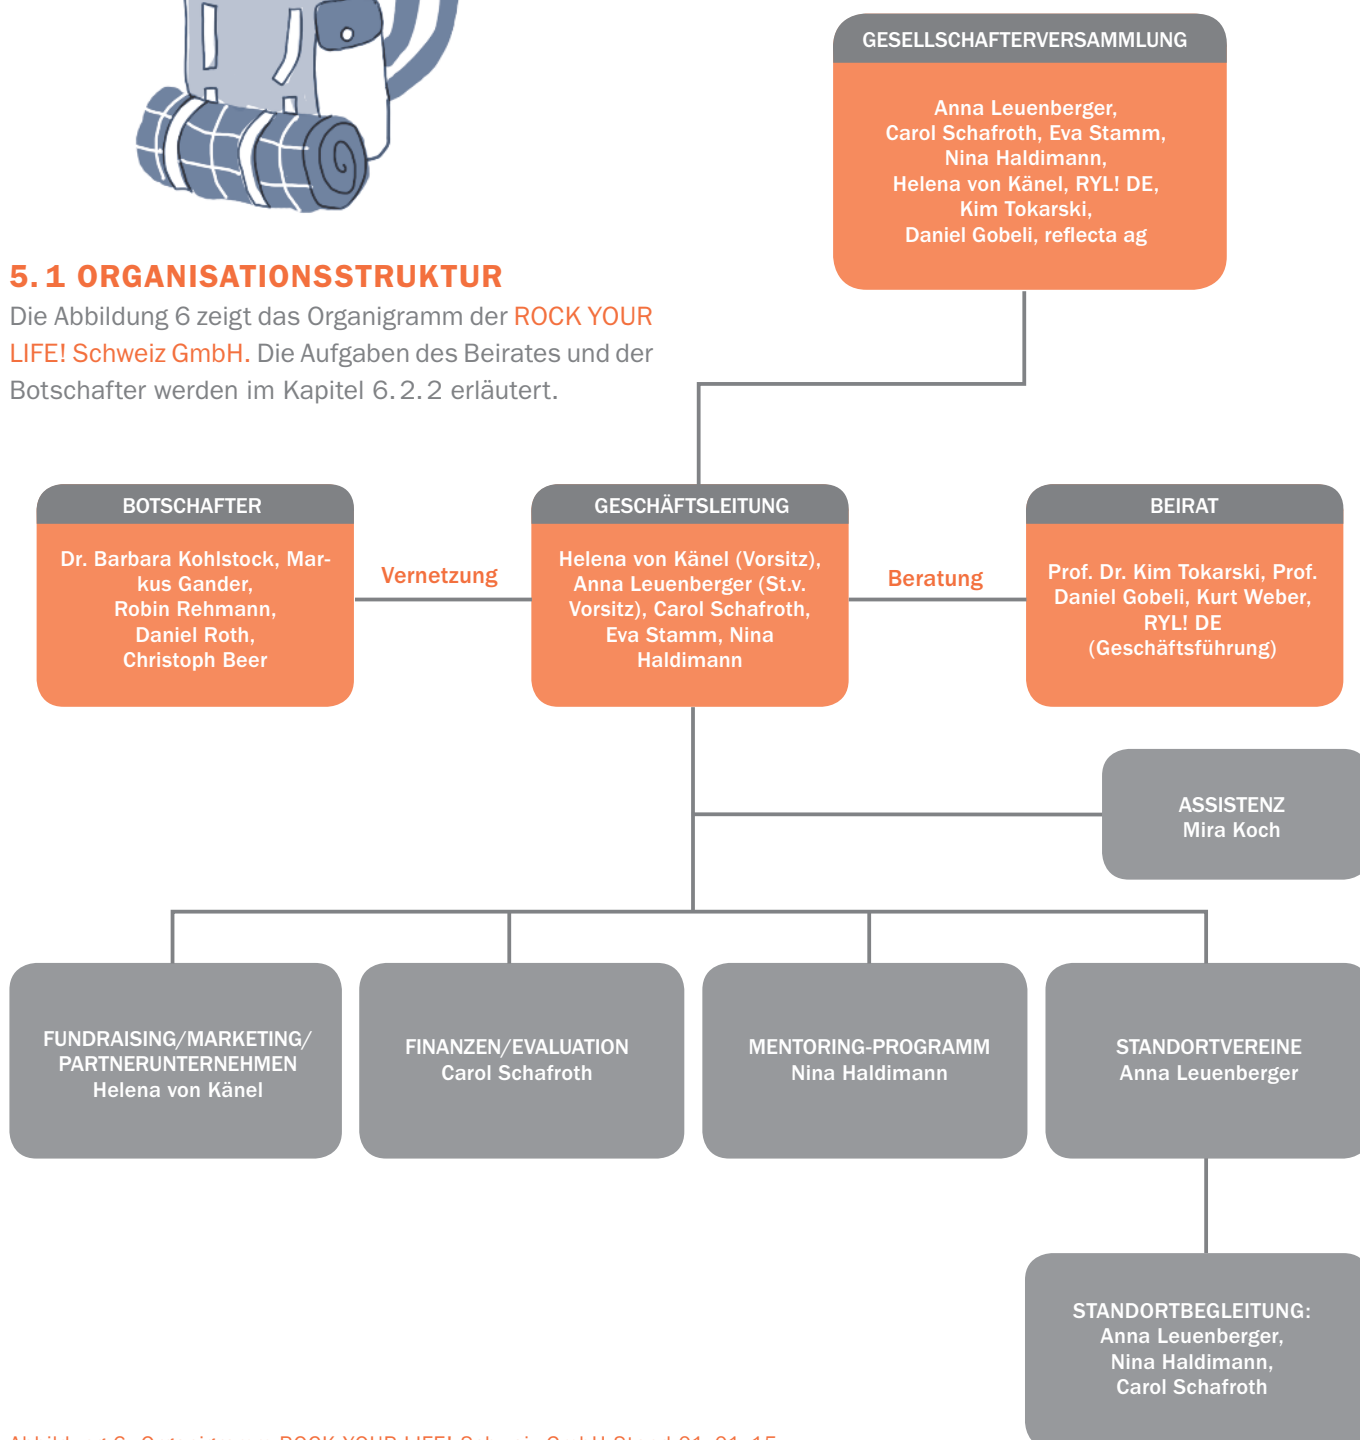 GESELLSCHAFTERVERSAMMLUNG
Anna Leuenberger,
Carol Schafroth, Eva Stamm,
Nina Haldimann,
Helena von Känel, RYL! DE,
Kim Tokarski,
Daniel Gobeli, reflecta ag
5.1 ORGANISATIONSSTRUKTUR
Die Abbildung 6 zeigt das Organigramm der ROCK YOUR
LIFE! Schweiz GmbH. Die Aufgaben des Beirates und der
Botschafter werden im Kapitel 6.2.2 erläutert.
BOTSCHAFTER
Dr. Barbara Kohlstock, Mar-
kus Gander,
Robin Rehmann,
Daniel Roth,
Christoph Beer
Vernetzung
GESCHÄFTSLEITUNG
Helena von Känel (Vorsitz),
Anna Leuenberger (St.v.
Vorsitz), Carol Schafroth,
Eva Stamm, Nina
Haldimann
Beratung
BEIRAT
Prof. Dr. Kim Tokarski, Prof.
Daniel Gobeli, Kurt Weber,
RYL! DE
(Geschäftsführung)
ASSISTENZ
Mira Koch
FUNDRAISING/MARKETING/
PARTNERUNTERNEHMEN
Helena von Känel
FINANZEN/EVALUATION
Carol Schafroth
MENTORING-PROGRAMM
Nina Haldimann
STANDORTVEREINE
Anna Leuenberger
STANDORTBEGLEITUNG:
Anna Leuenberger,
Nina Haldimann,
Carol Schafroth